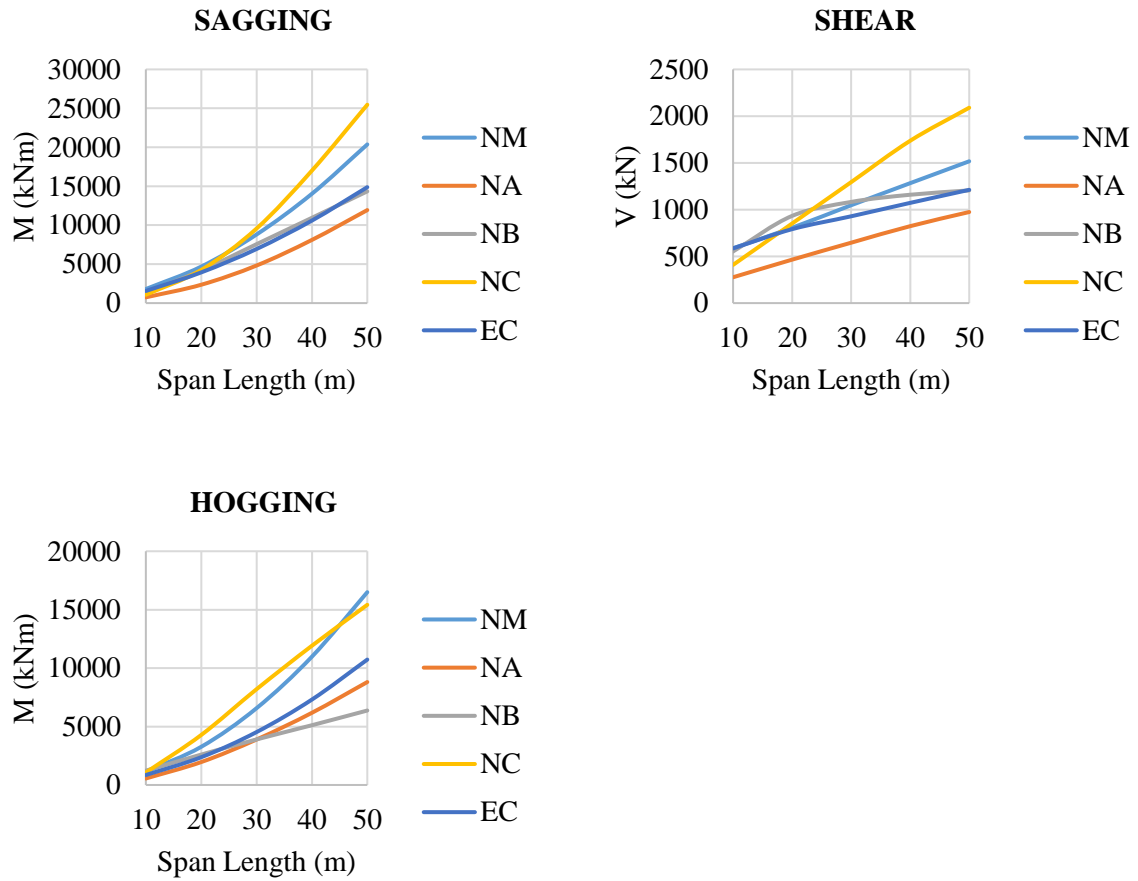 SAGGING
30000
25000
20000
15000
10000
5000
0
M (kNm)
10 20 30 40 50
Span Length (m)
NM
NA
NB
NC
EC
SHEAR
2500
2000
1500
1000
500
0
V (kN)
10 20 30 40 50
Span Length (m)
NM
NA
NB
NC
EC
HOGGING
20000
15000
10000
5000
0
M (kNm)
10 20 30 40 50
Span Length (m)
NM
NA
NB
NC
EC